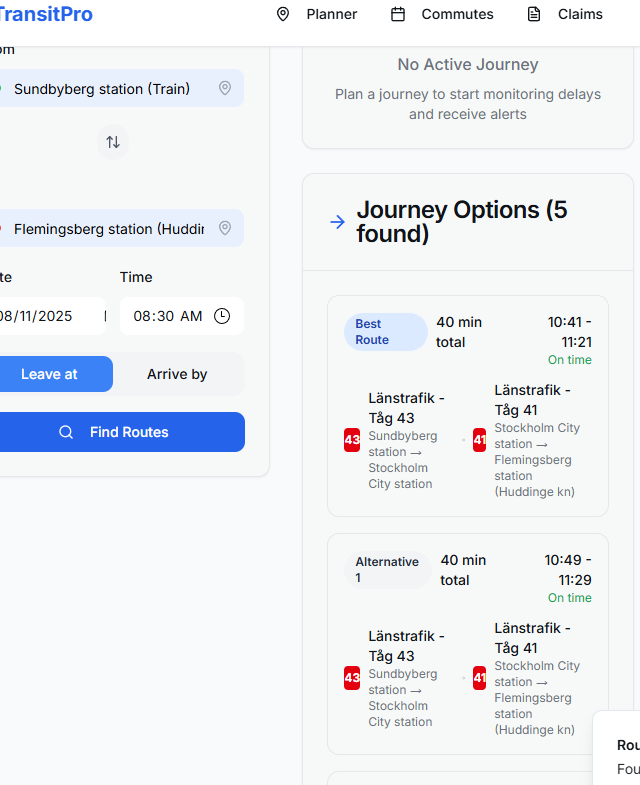 TransitPro
Planner
Commutes
Claims
om
Sundbyberg station (Train)
Flemingsberg station (Huddin
te
Time
08/11/2025
08:30 AM
Leave at
Arrive by
Find Routes
No Active Journey
Plan a journey to start monitoring delays
and receive alerts
Journey Options (5
found)
Best
Route
40 min
total
10:41 -
11:21
On time
43
Länstrafik -
Tåg 43
Sundbyberg
station →
Stockholm
City station
41
Länstrafik -
Tåg 41
Stockholm City
station →
Flemingsberg
station
(Huddinge kn)
Alternative
1
40 min
total
10:49 -
11:29
On time
43
Länstrafik -
Tåg 43
Sundbyberg
station →
Stockholm
City station
41
Länstrafik -
Tåg 41
Stockholm City
station →
Flemingsberg
station
(Huddinge kn)
Rou
Fou